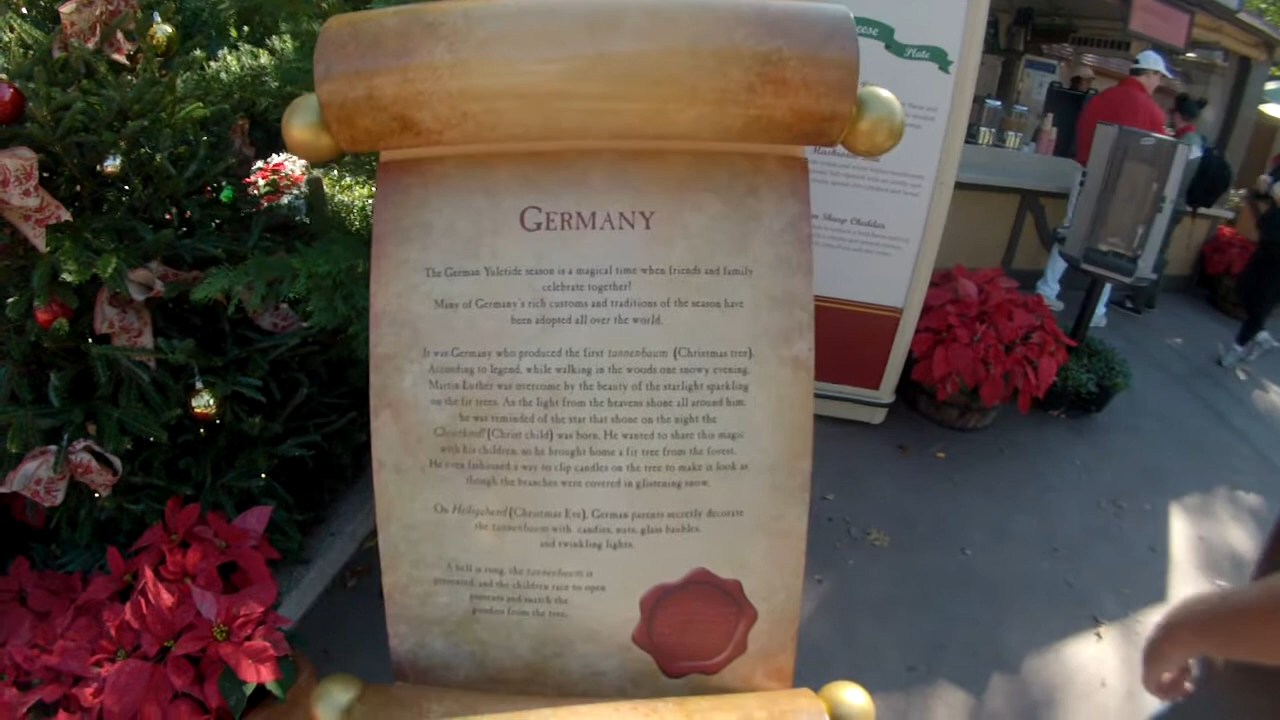 GERMANY
The German Yuletide season is a magical time when friends and family
celebrate together!
Many of Germany's rich customs and traditions of the season have
been adopted all over the world.
It was Germany who produced the first tannenbaum (Christmas tree).
According to legend, while walking in the woods one snowy evening,
Martin Luther was overcome by the beauty of the starlight sparkling
on the fir trees. As the light from the heavens shone all around him,
he was reminded of the star that shone on the night the
Christkindl (Christ child) was born. He wanted to share this magic
with his children, so he brought home a fir tree from the forest.
He even fashioned a way to clip candles on the tree to make it look as
though the branches were covered in glistening snow.
On Heiligabend (Christmas Eve), German parents secretly decorate
the tannenbaum with candies, nuts, glass baubles,
and twinkling lights.
A bell is rung, the tannenbaum is
presented, and the children race to open
presents and snatch the
goodies from the tree.
Plate
Sharp Cheddar